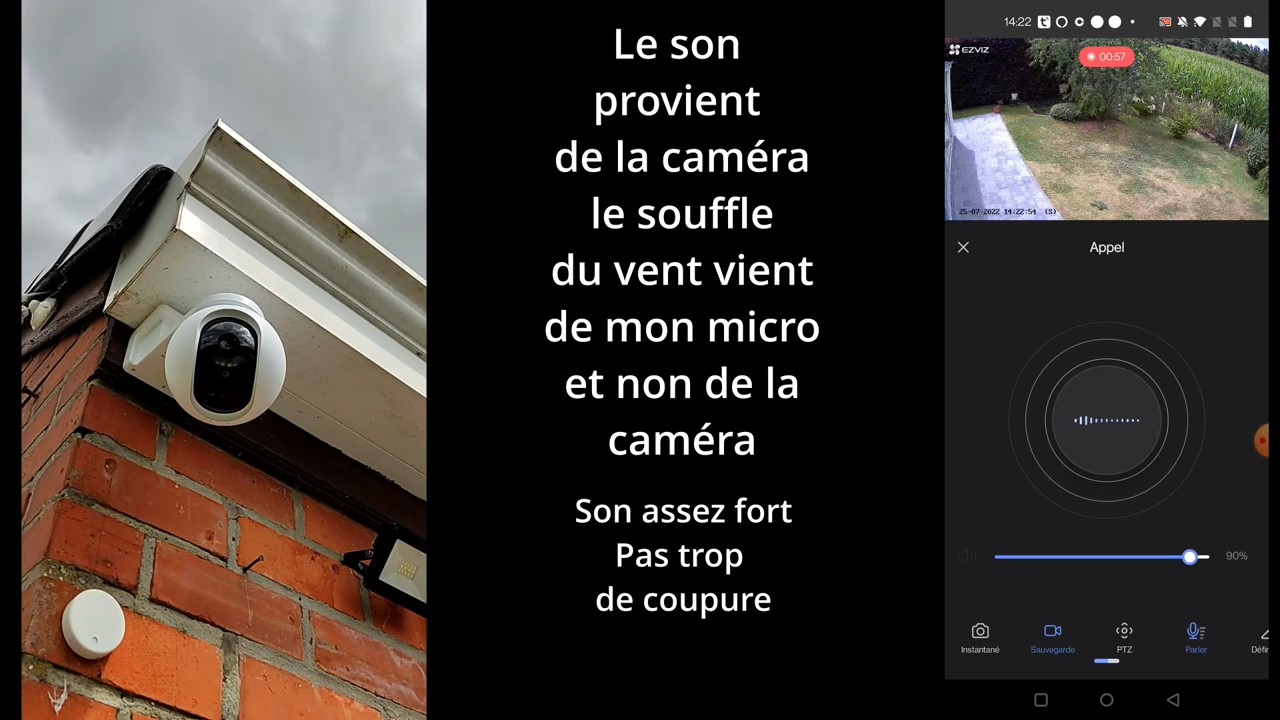 Le son
provient
de la caméra
le souffle
du vent vient
de mon micro
et non de la
caméra
Son assez fort
Pas trop
de coupure
14:22
EZVIZ
00:57
25-07-2022 14:22:54 (S)
Appel
90%
Instantané
Sauvegarde
PTZ
Parler
Défin